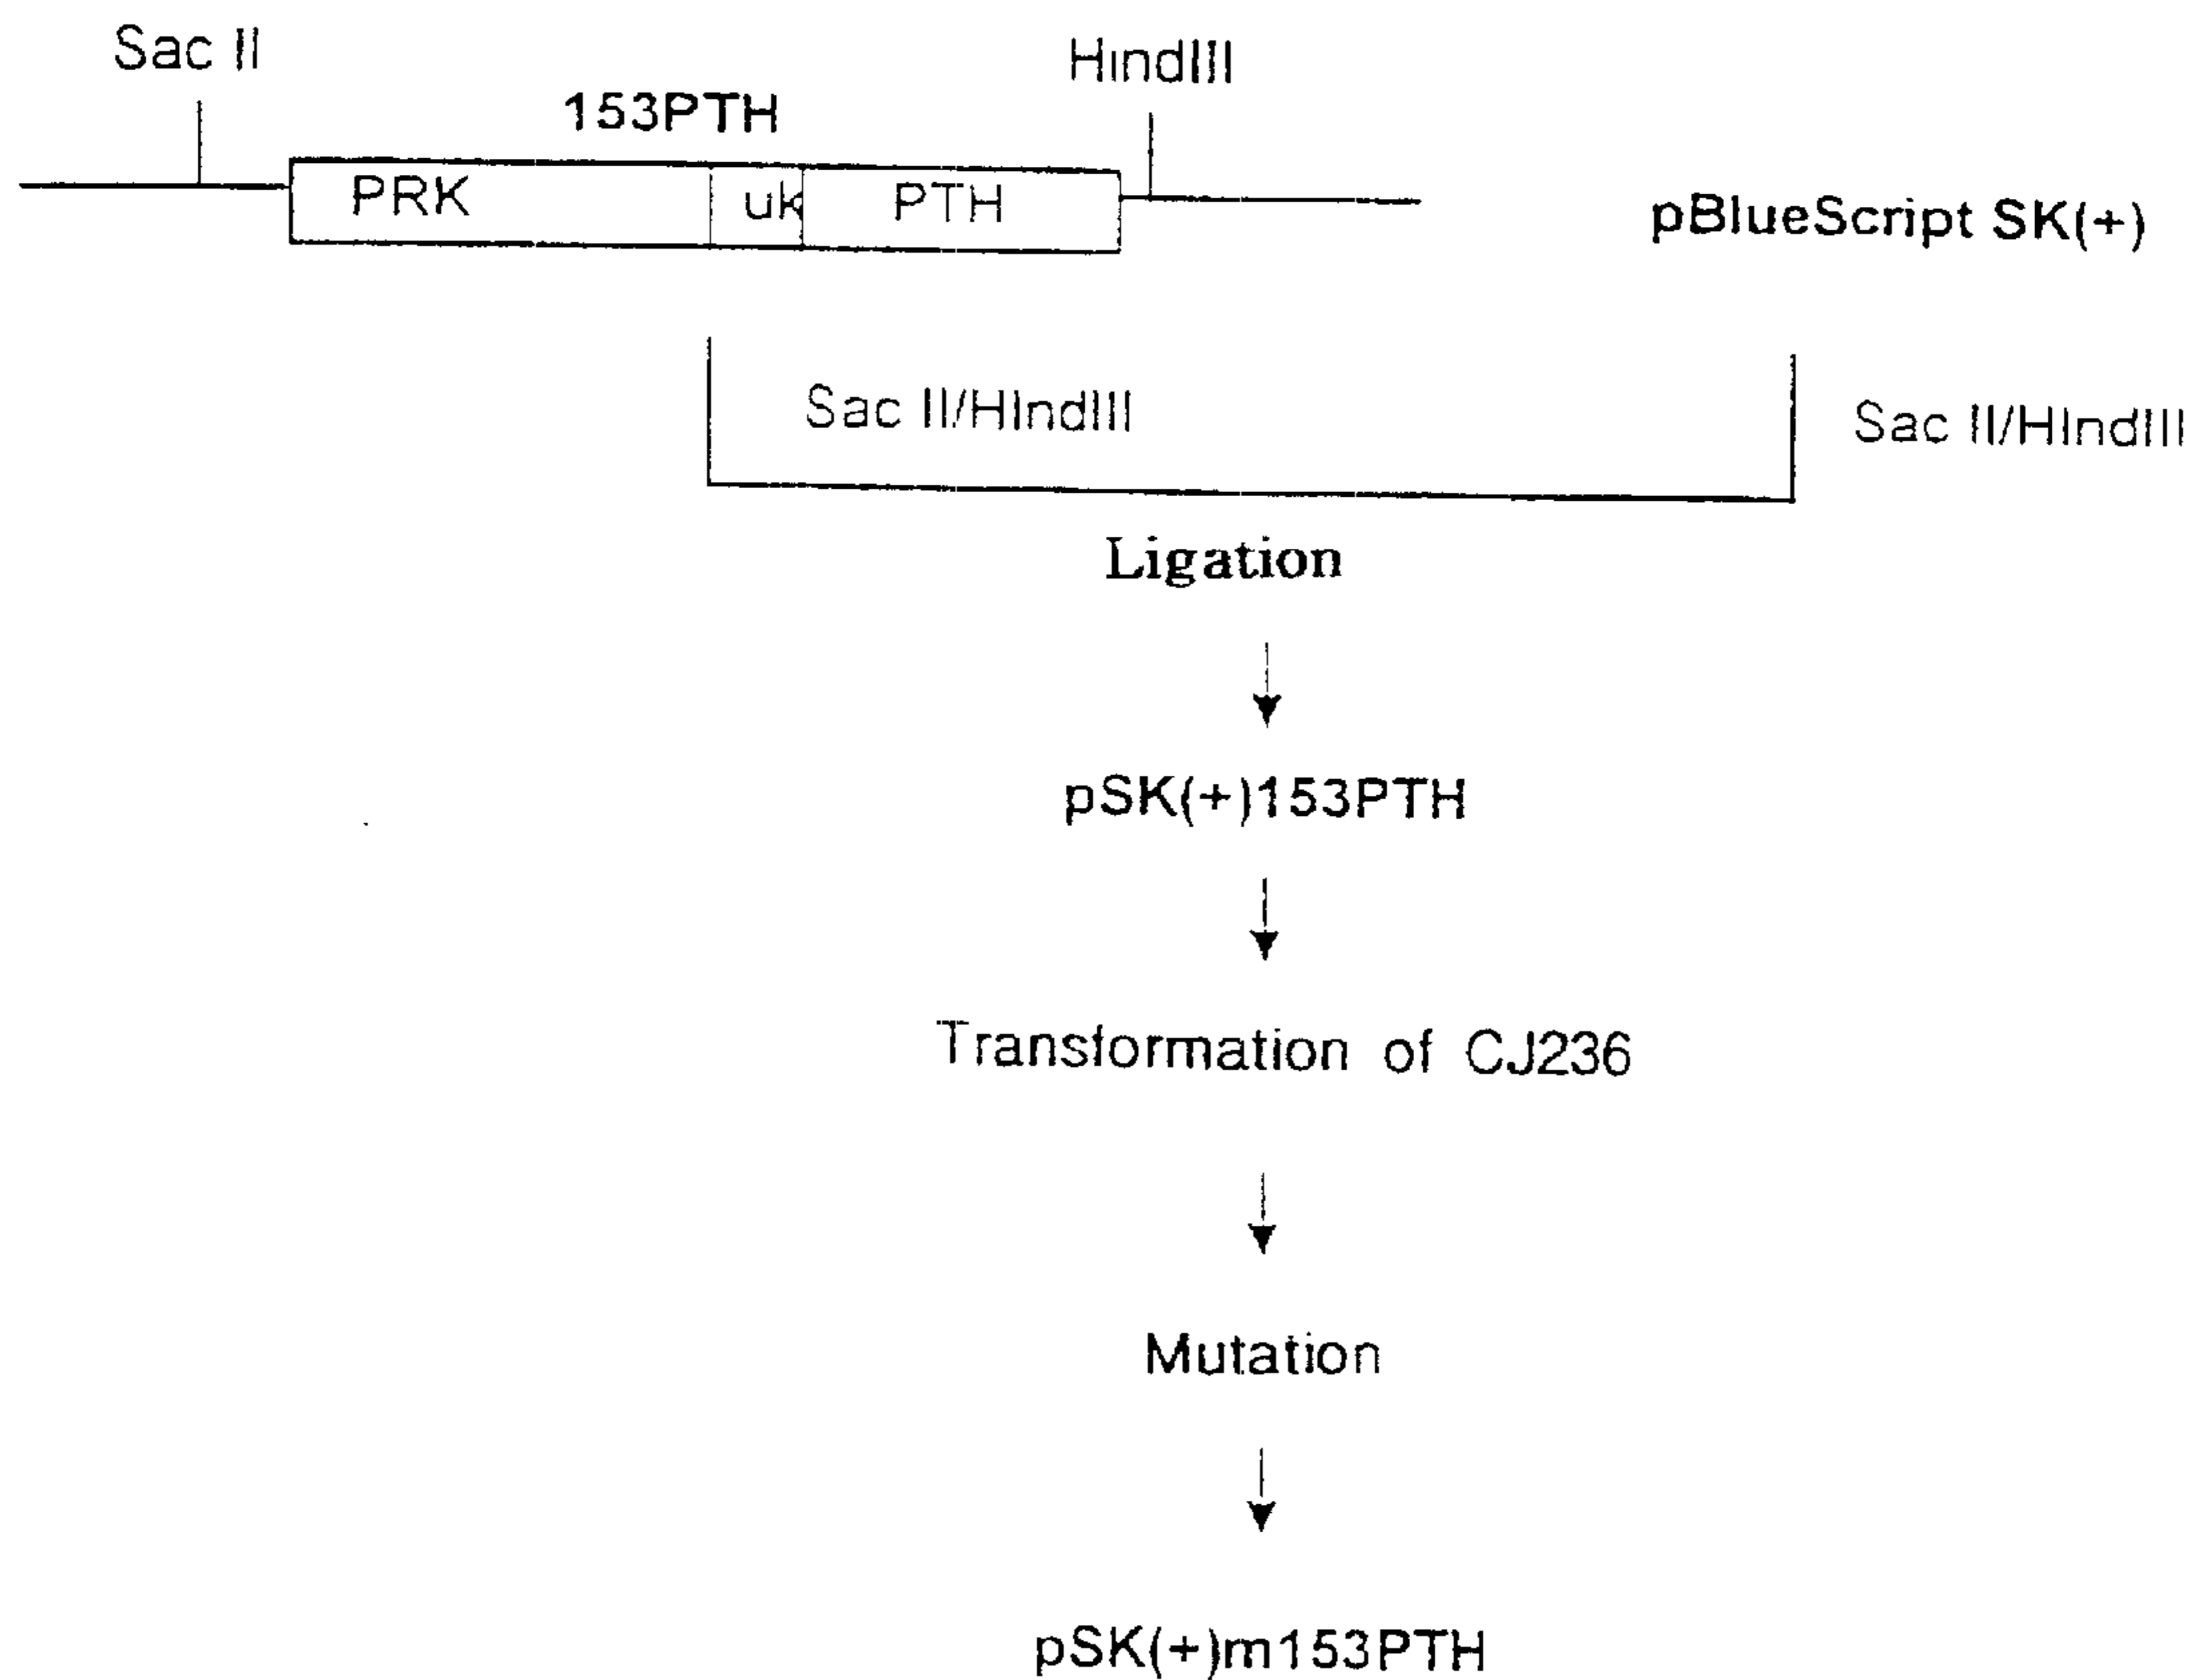 Sac II
HindIII
153PTH
PRK
uk
PTH
pBlueScript SK(+)
Sac II/HIndIII
Sac II/HIndIII
Ligation
pSK(+)153PTH
Transformation of CJ236
Mutation
pSK(+)m153PTH